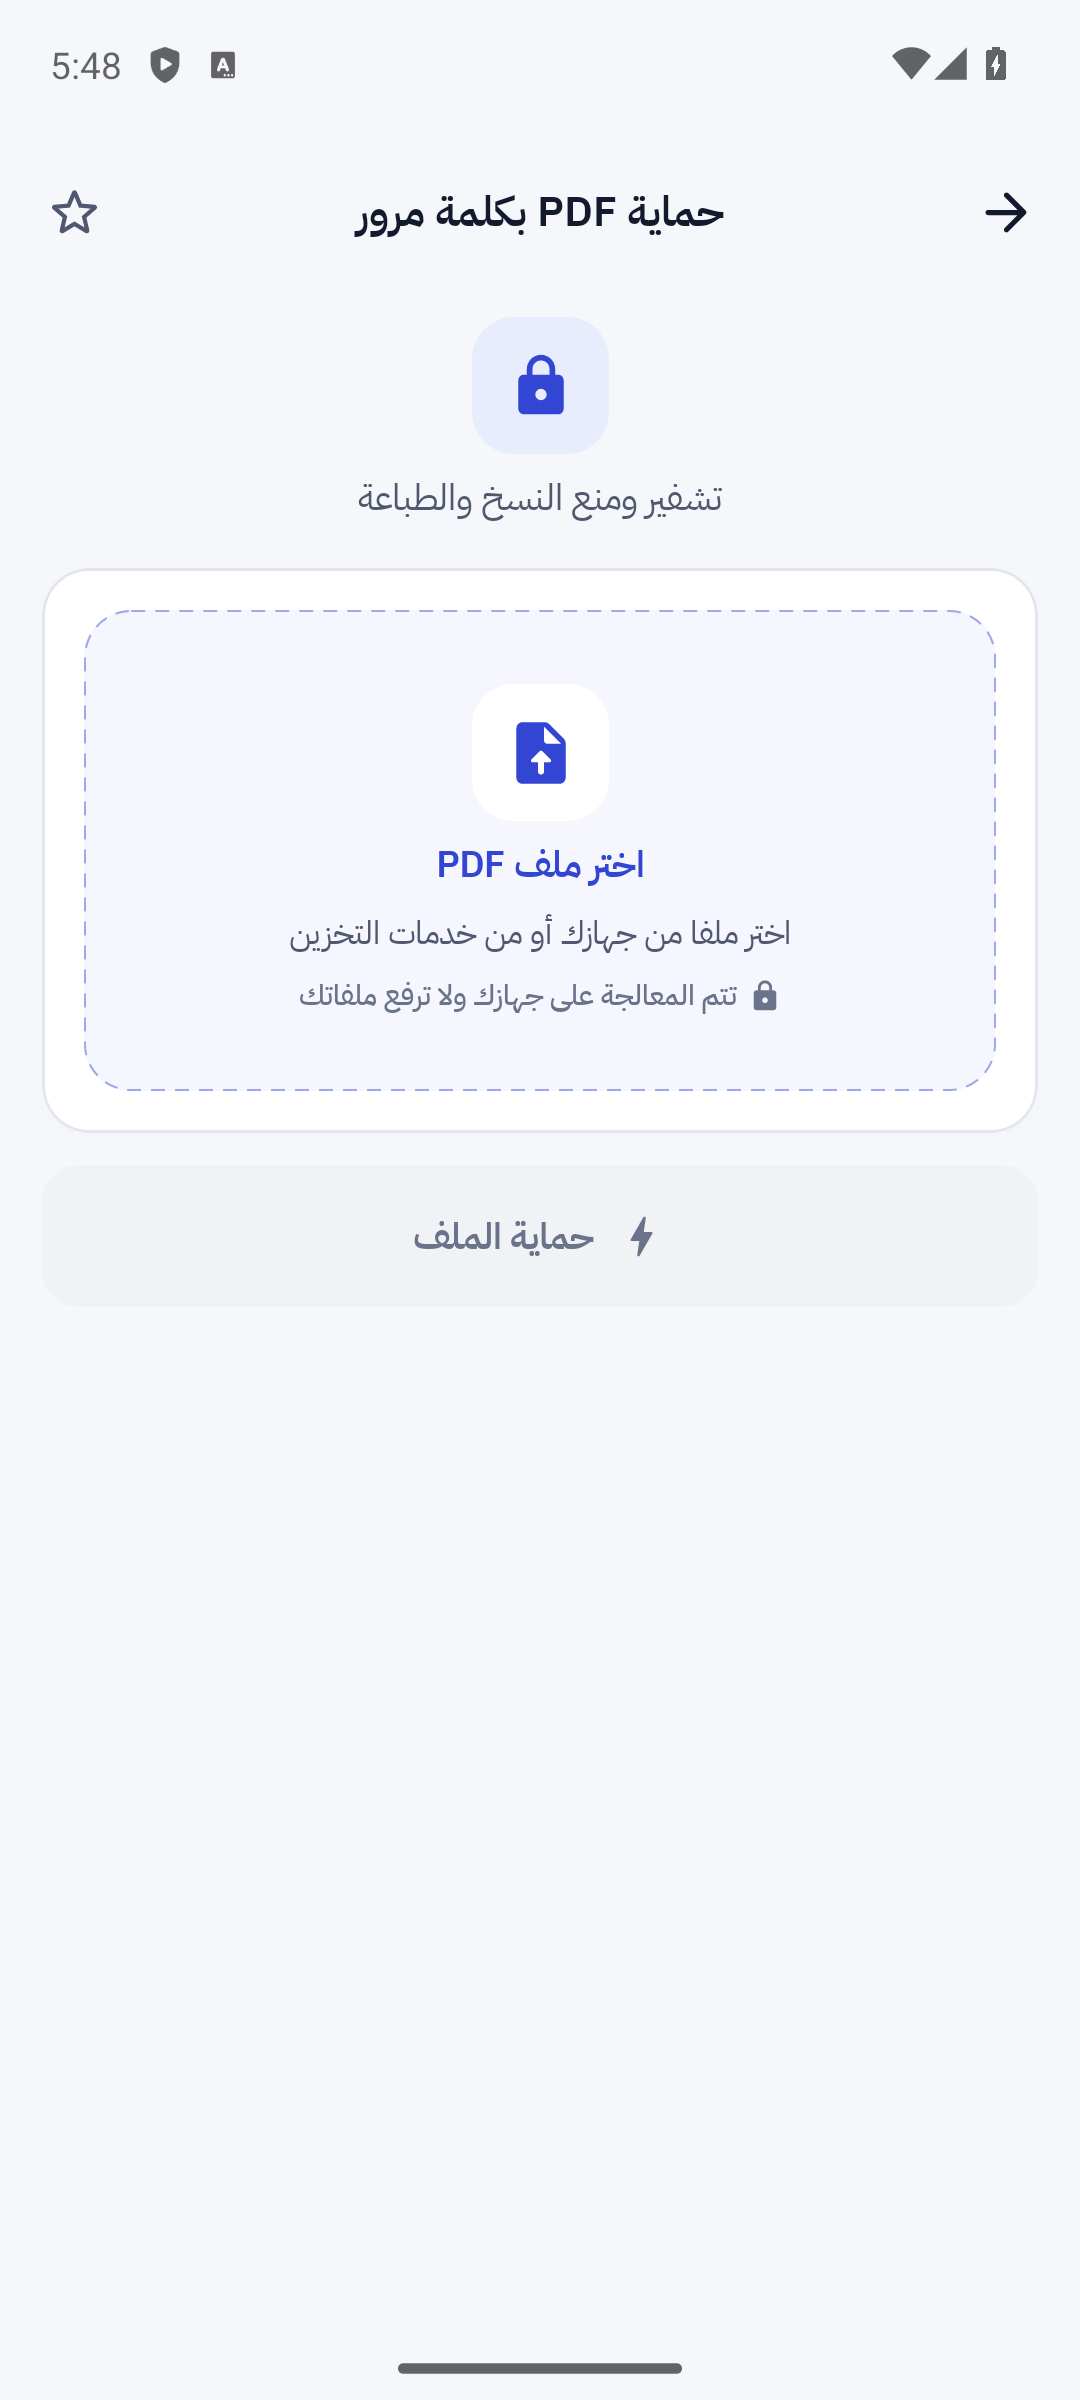 5:48
حماية PDF بكلمة مرور
تشفير ومنع النسخ والطباعة
اختر ملف PDF
اختر ملفا من جهازك أو من خدمات التخزين
تتم المعالجة على جهازك ولا ترفع ملفاتك
حماية الملف